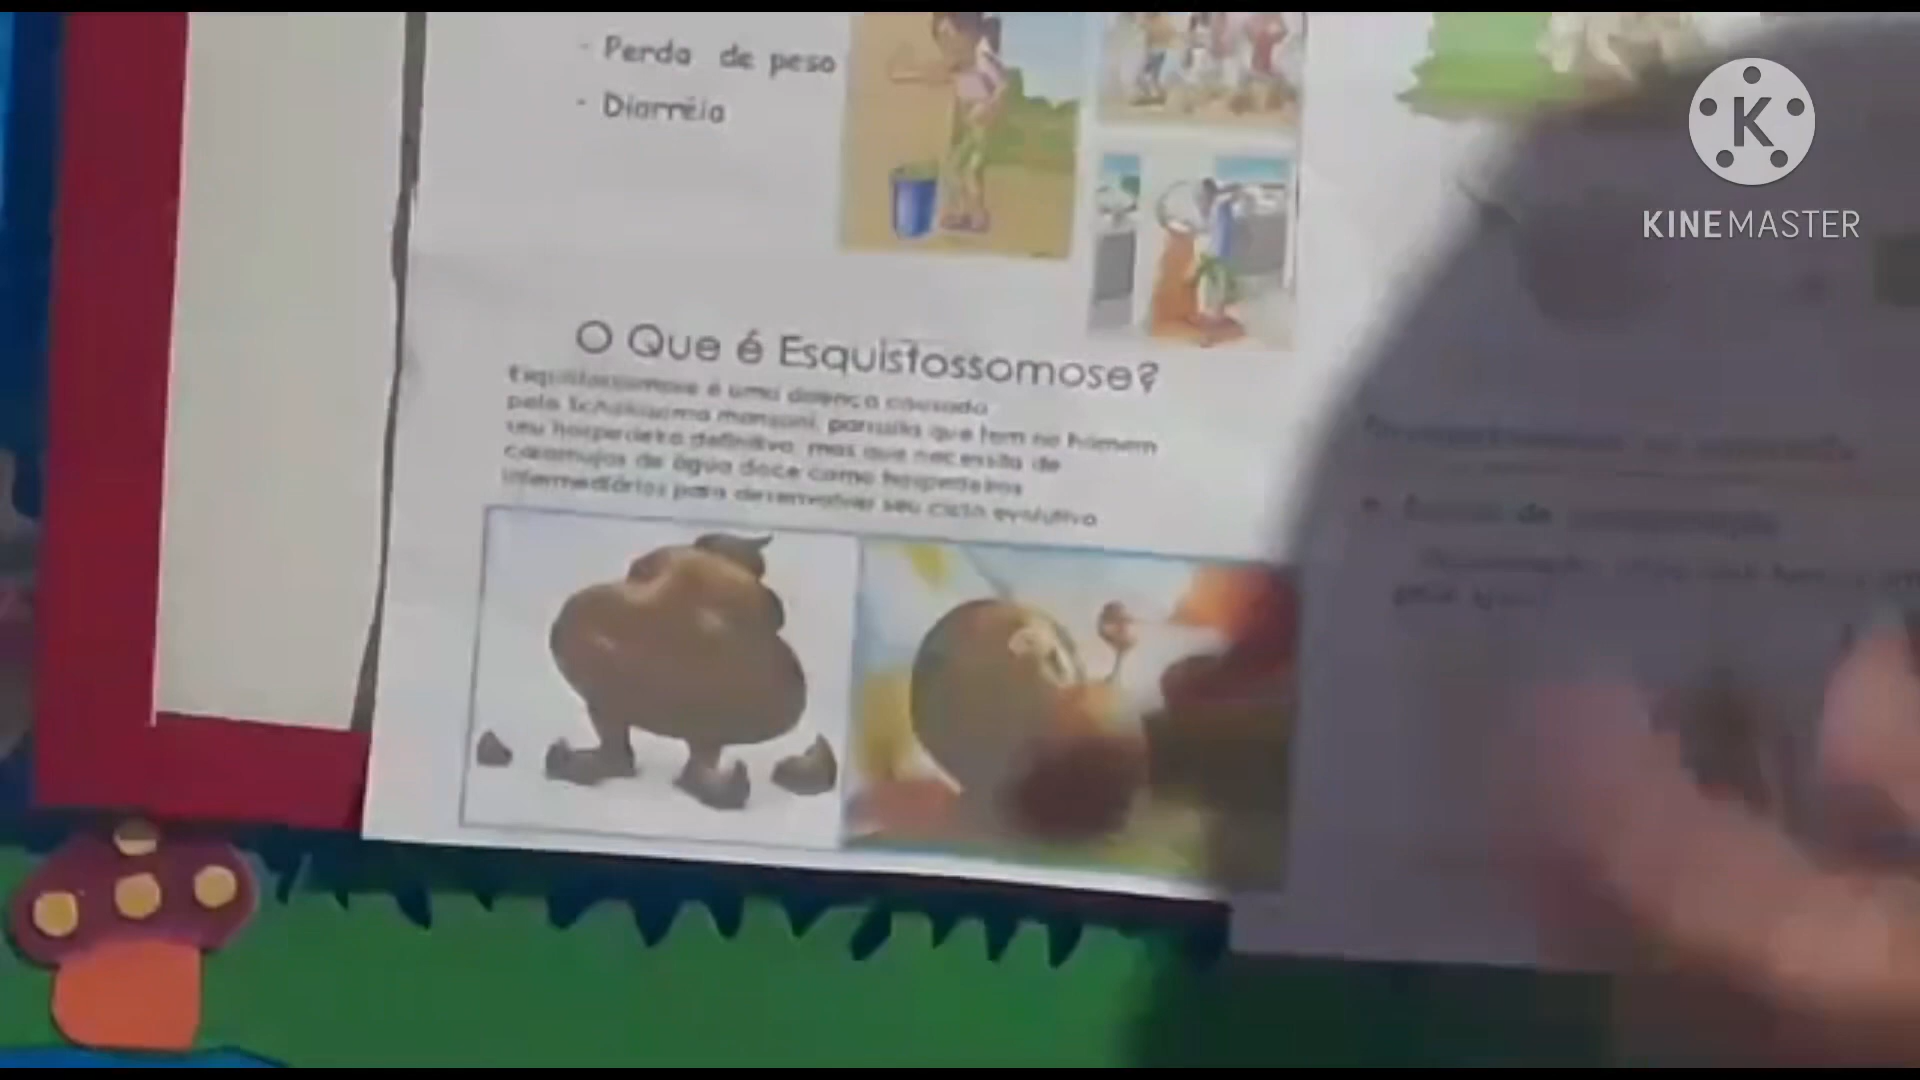 - Perda de peso
- Diarréia
KINEMASTER
O Que é Esquistossomose?
Esquistossomose é uma doença causada
pelo Schistosoma mansoni, parasita que tem no homem
seu hospedeiro definitivo, mas que necessita de
caramujos de água doce como hospedeiros
intermediários para desenvolver seu ciclo evolutivo